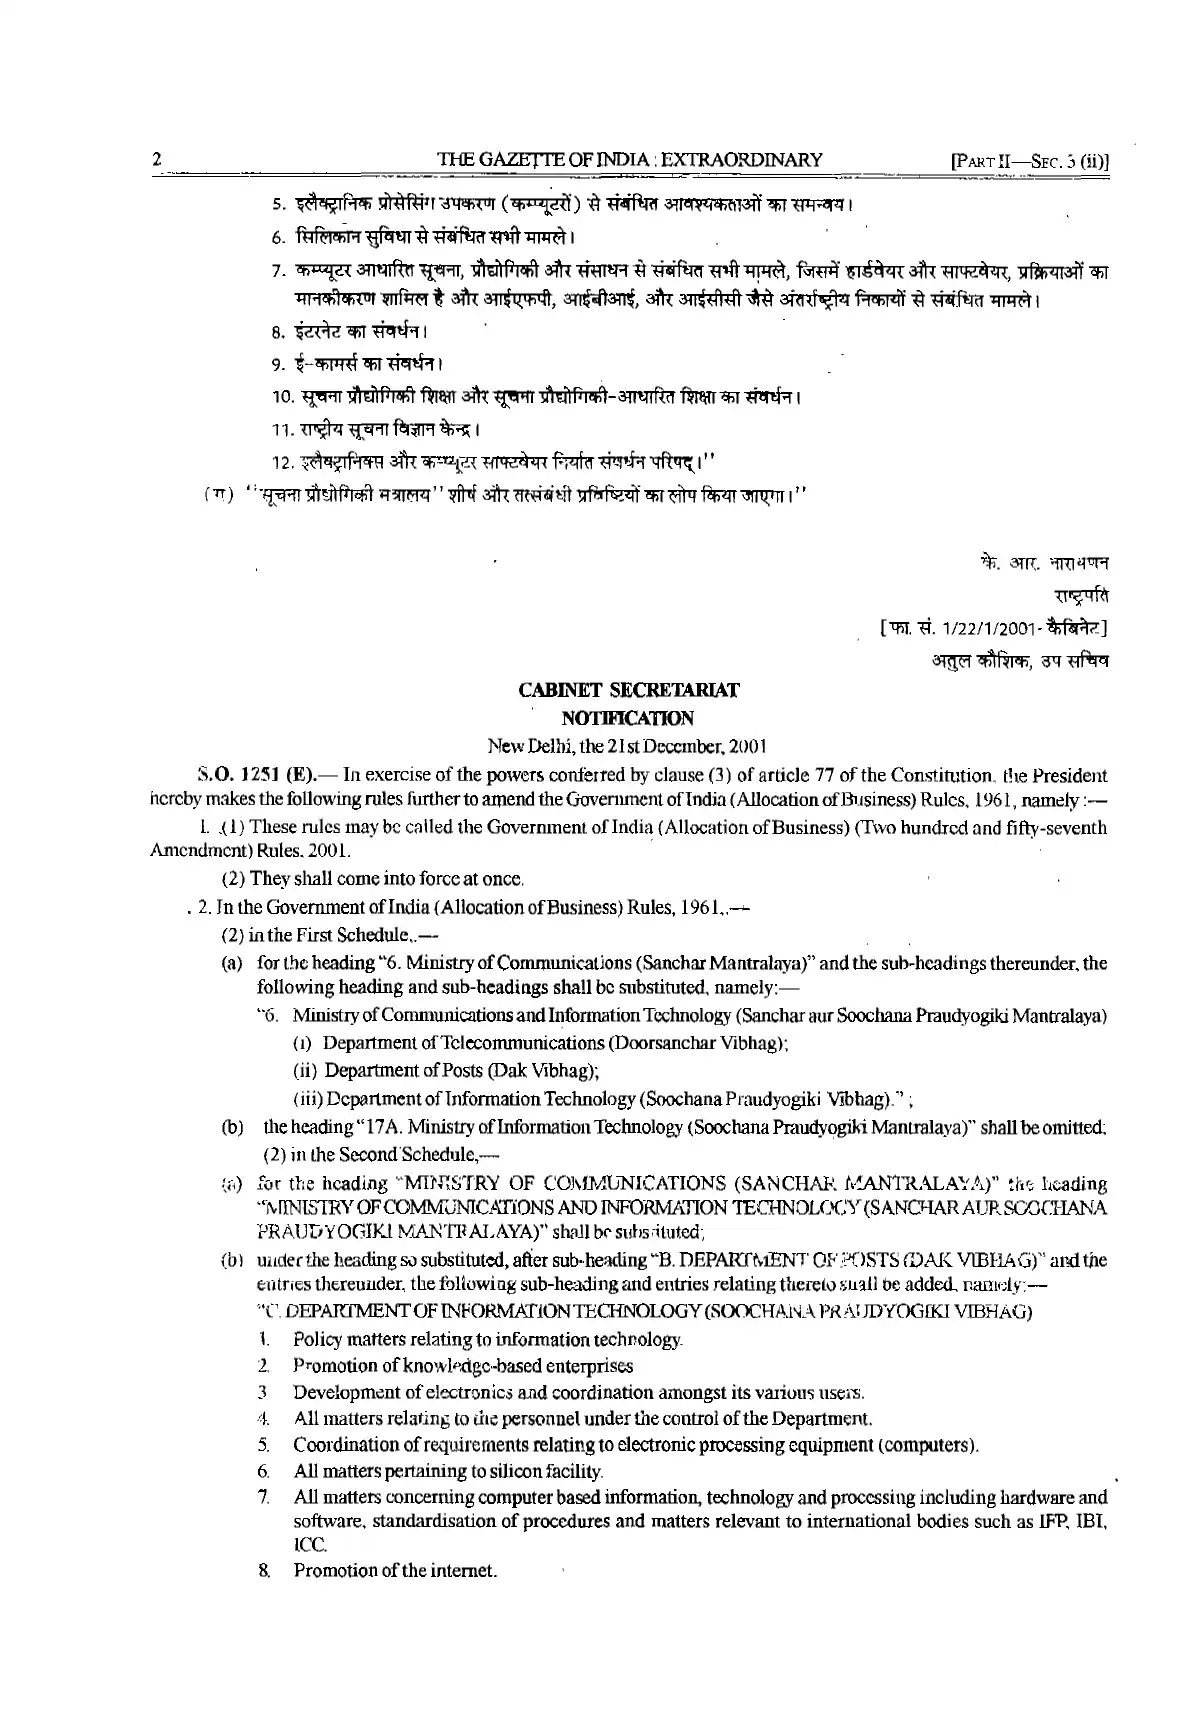 2 THE GAZETTE OF INDIA : EXTRAORDINARY [PART II—SEC. 3 (ii)]
5. इलैक्ट्रानिक प्रोसेसिंग उपकरण (कम्प्यूटरों) से संबंधित आवश्यकताओं का समन्वय।
6. सिलिकॉन सुविधा से संबंधित सभी मामले।
7. कम्प्यूटर आधारित सूचना, प्रौद्योगिकी और संसाधन से संबंधित सभी मामले, जिसमें हार्डवेयर और साफ्टवेयर, प्रक्रियाओं का
मानकीकरण शामिल है और आईएफपी, आईबीआई, और आईसीसी जैसे अंतर्राष्ट्रीय निकायों से संबंधित मामले।
8. इंटरनेट का संवर्धन।
9. ई-कामर्स का संवर्धन।
10. सूचना प्रौद्योगिकी शिक्षा और सूचना प्रौद्योगिकी-आधारित शिक्षा का संवर्धन।
11. राष्ट्रीय सूचना विज्ञान केन्द्र।
12. इलैक्ट्रानिक्स और कम्प्यूटर साफ्टवेयर निर्यात संवर्धन परिषद्।''
(ग) ''सूचना प्रौद्योगिकी मंत्रालय'' शीर्ष और तत्संबंधी प्रविष्टियों का लोप किया जाएगा।''
के. आर. नारायणन
राष्ट्रपति
[फा. सं. 1/22/1/2001-कैबिनेट]
अतुल कौशिक, उप सचिव
CABINET SECRETARIAT
NOTIFICATION
New Delhi, the 21st December, 2001
S.O. 1251 (E).— In exercise of the powers conferred by clause (3) of article 77 of the Constitution, the President
hereby makes the following rules further to amend the Government of India (Allocation of Business) Rules, 1961, namely :—
1. (1) These rules may be called the Government of India (Allocation of Business) (Two hundred and fifty-seventh
Amendment) Rules, 2001.
(2) They shall come into force at once.
2. In the Government of India (Allocation of Business) Rules, 1961,.—
(2) in the First Schedule,.—
(a) for the heading “6. Ministry of Communications (Sanchar Mantralaya)” and the sub-headings thereunder, the
following heading and sub-headings shall be substituted, namely:—
“6. Ministry of Communications and Information Technology (Sanchar aur Soochana Praudyogiki Mantralaya)
(i) Department of Telecommunications (Doorsanchar Vibhag);
(ii) Department of Posts (Dak Vibhag);
(iii) Department of Information Technology (Soochana Praudyogiki Vibhag).” ;
(b) the heading “17A. Ministry of Information Technology (Soochana Praudyogiki Mantralaya)” shall be omitted;
(2) in the Second Schedule,—
(a) for the heading “MINISTRY OF COMMUNICATIONS (SANCHAR MANTRALAYA)” the heading
“MINISTRY OF COMMUNICATIONS AND INFORMATION TECHNOLOGY (SANCHAR AUR SOOCHANA
PRAUDYOGIKI MANTRALAYA)” shall be substituted;
(b) under the heading so substituted, after sub-heading “B. DEPARTMENT OF POSTS (DAK VIBHAG)” and the
entries thereunder, the following sub-heading and entries relating thereto shall be added, namely:—
“C. DEPARTMENT OF INFORMATION TECHNOLOGY (SOOCHANA PRAUDYOGIKI VIBHAG)
1. Policy matters relating to information technology.
2. Promotion of knowledge-based enterprises
3 Development of electronics and coordination amongst its various users.
4. All matters relating to the personnel under the control of the Department.
5. Coordination of requirements relating to electronic processing equipment (computers).
6. All matters pertaining to silicon facility.
7. All matters concerning computer based information, technology and processing including hardware and
software, standardisation of procedures and matters relevant to international bodies such as IFP, IBI,
ICC.
8. Promotion of the internet.